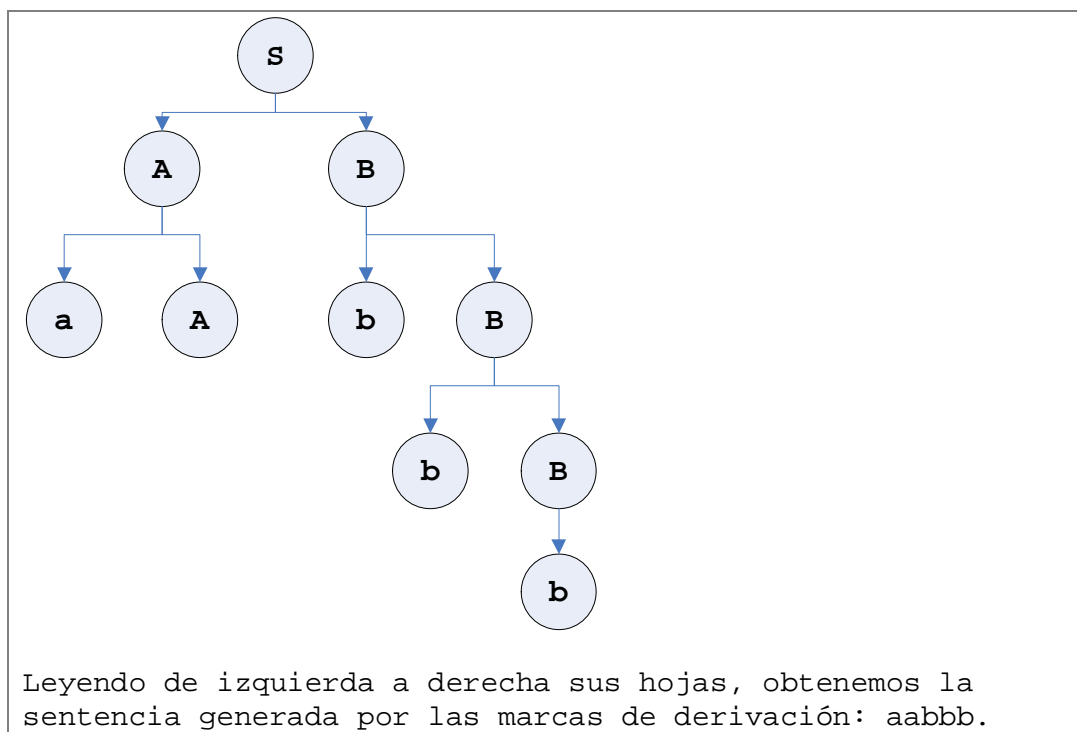 S
A B
a A b B
b B
b
Leyendo de izquierda a derecha sus hojas, obtenemos la
sentencia generada por las marcas de derivación: aabbb.